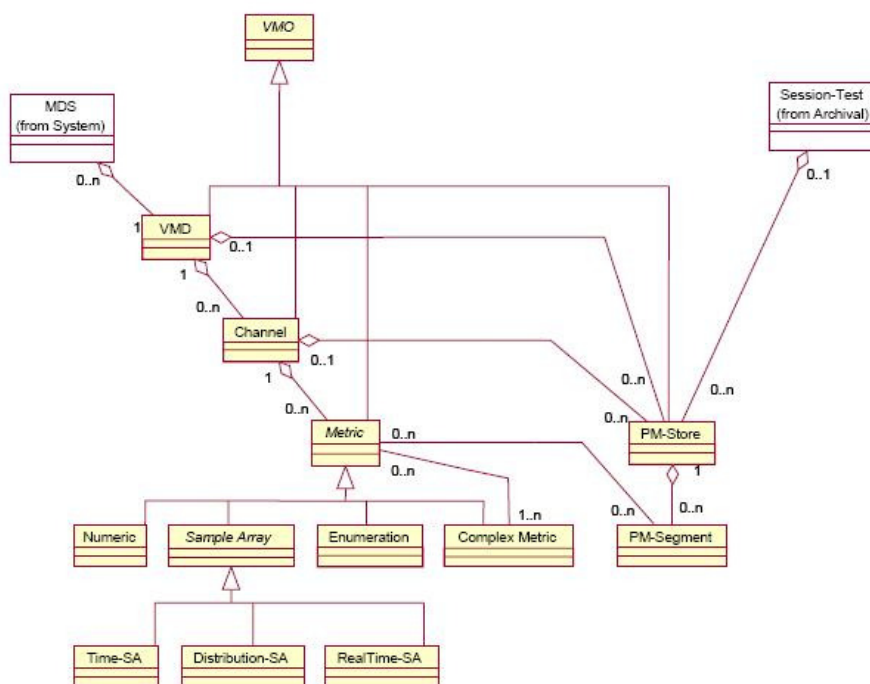 VMO
MDS
(from System)
Session-Test
(from Archival)
0..n
0..1
1
VMD
0..1
1
0..n
Channel
0..1
1
0..n
0..n
0..n
0..n
Metric
0..n
PM-Store
0..n
1
1..n
0..n
0..n
Numeric
Sample Array
Enumeration
Complex Metric
PM-Segment
Time-SA
Distribution-SA
RealTime-SA